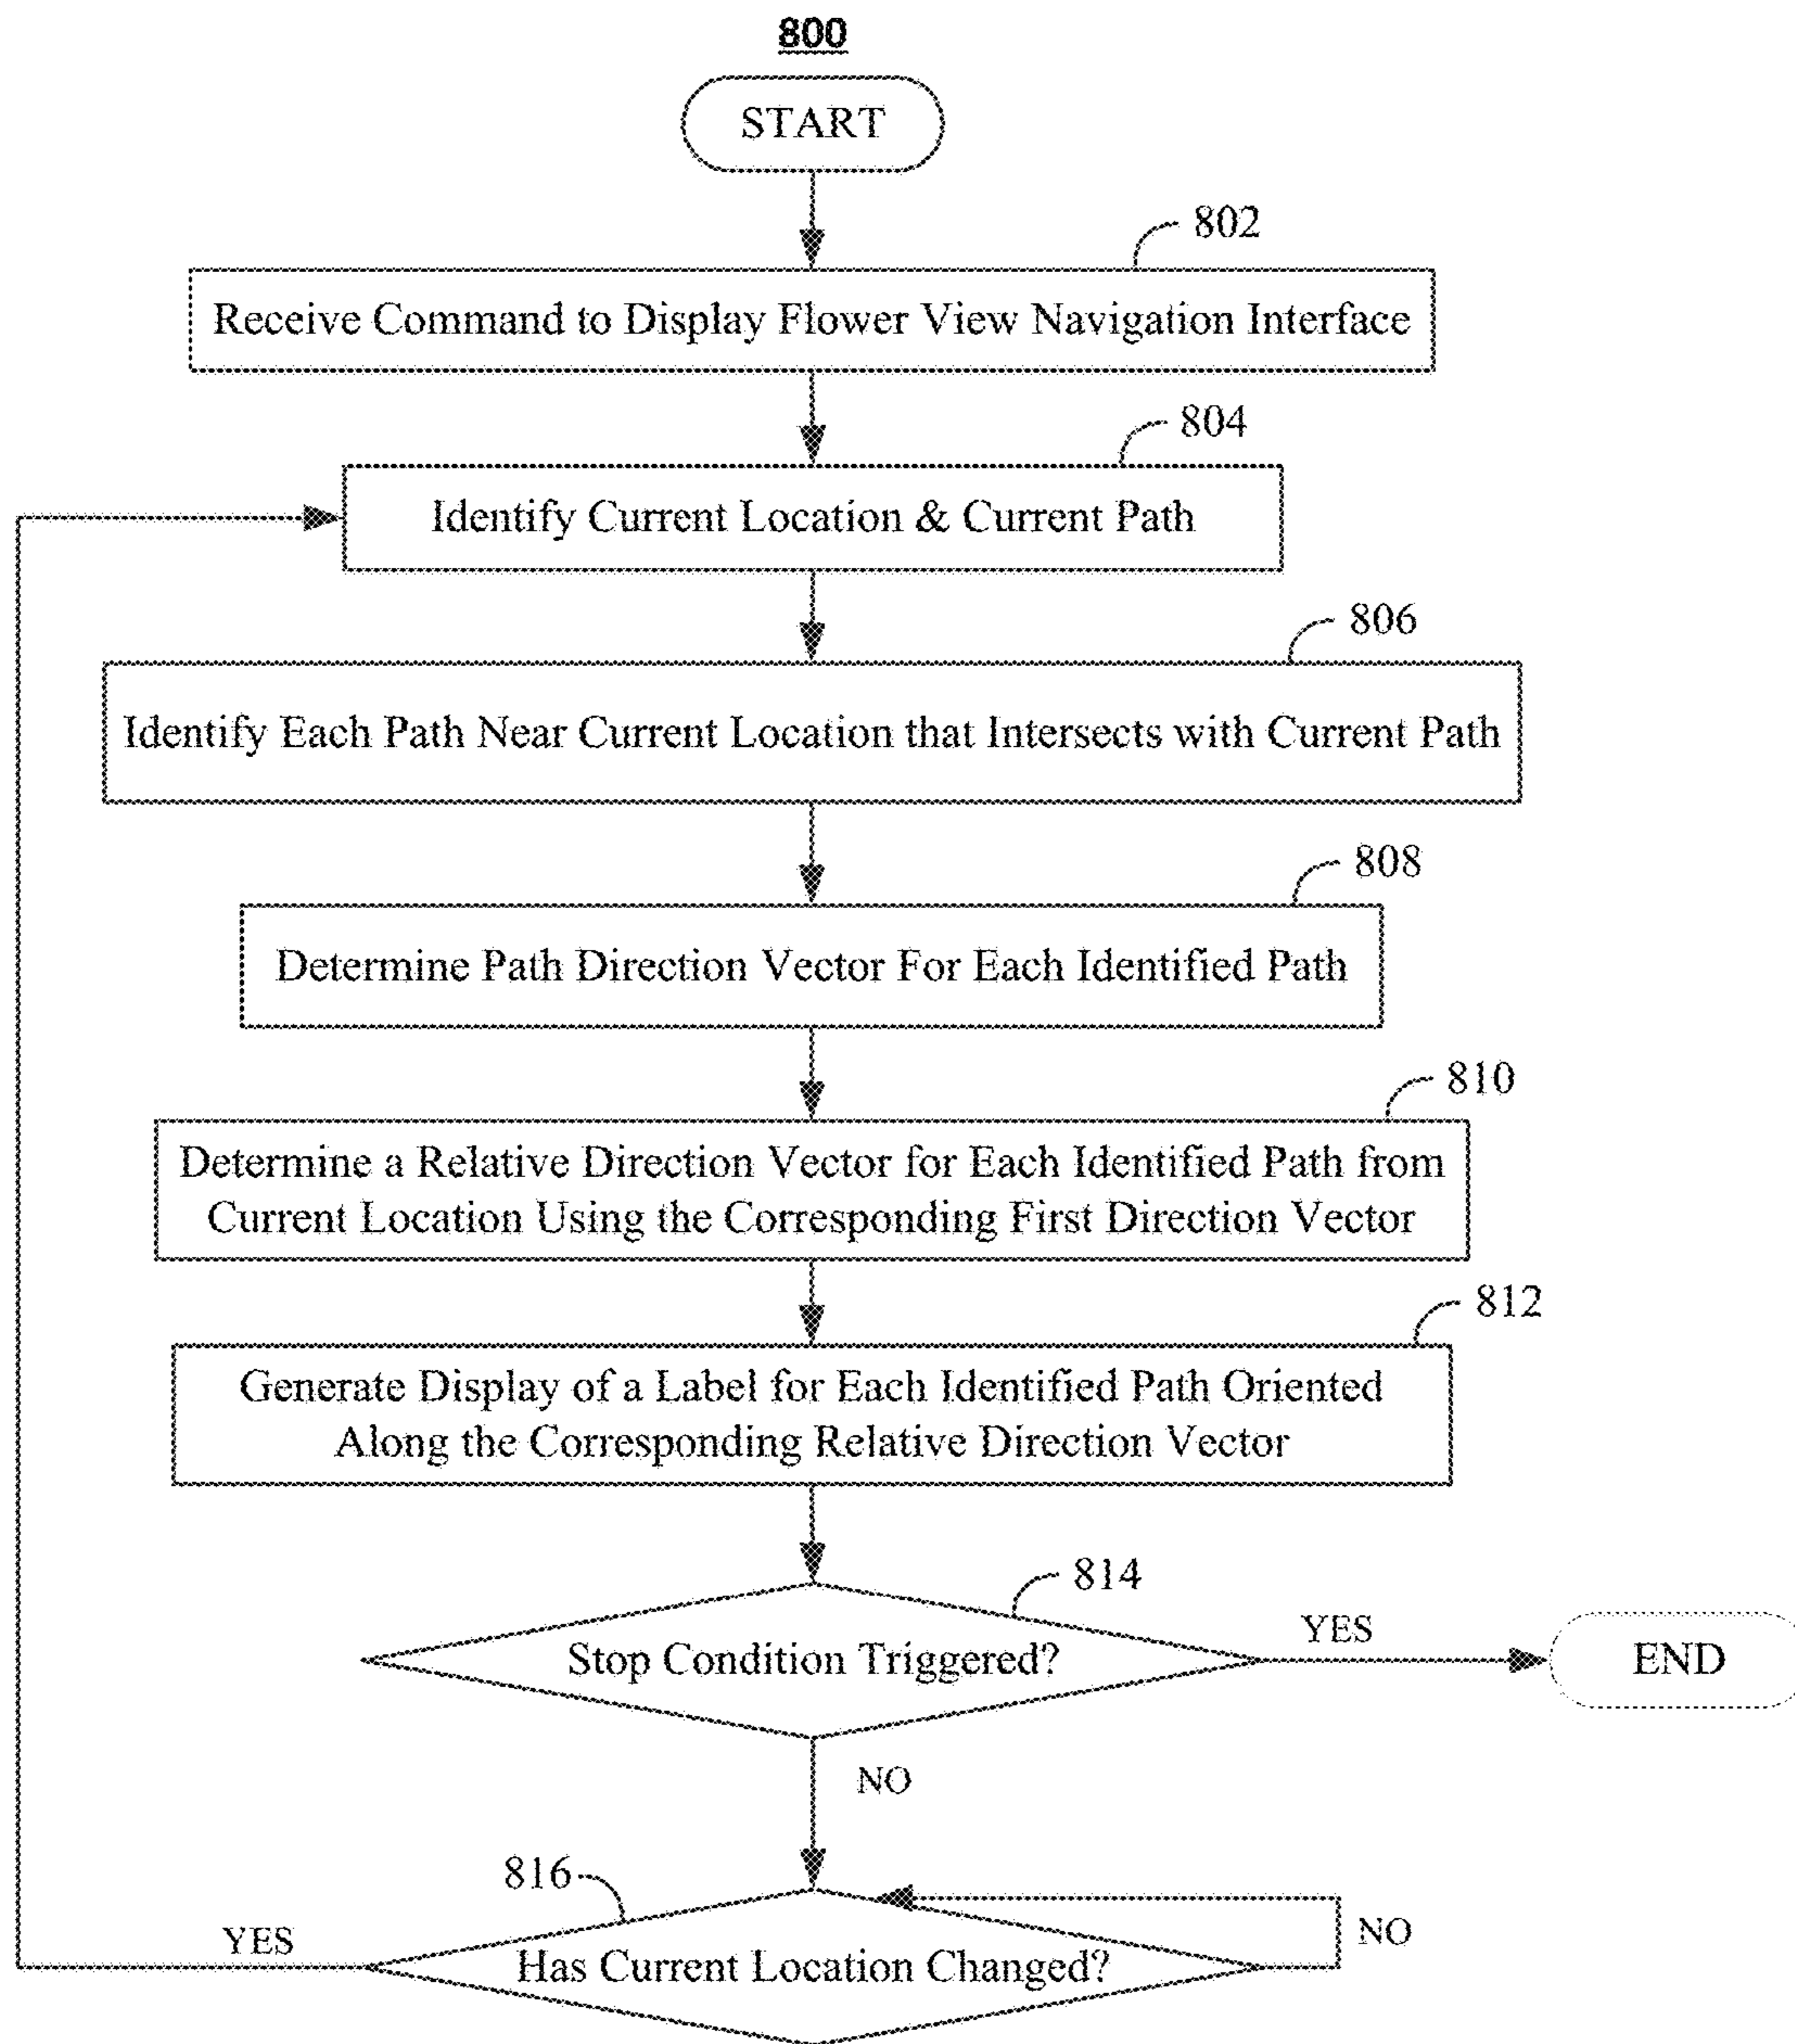 800
START
802
Receive Command to Display Flower View Navigation Interface
804
Identify Current Location & Current Path
806
Identify Each Path Near Current Location that Intersects with Current Path
808
Determine Path Direction Vector For Each Identified Path
810
Determine a Relative Direction Vector for Each Identified Path from
Current Location Using the Corresponding First Direction Vector
812
Generate Display of a Label for Each Identified Path Oriented
Along the Corresponding Relative Direction Vector
814
Stop Condition Triggered?
YES
END
NO
816
YES
Has Current Location Changed?
NO